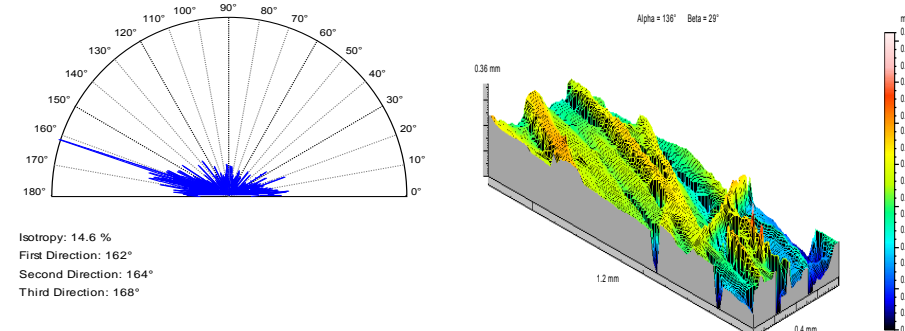 90°
100°
80°
110°
70°
120°
60°
130°
50°
140°
40°
150°
30°
160°
20°
170°
10°
180°
0°
Isotropy: 14.6 %
First Direction: 162°
Second Direction: 164°
Third Direction: 168°
Alpha = 136° Beta = 29°
0.36 mm
1.2 mm
0.4 mm